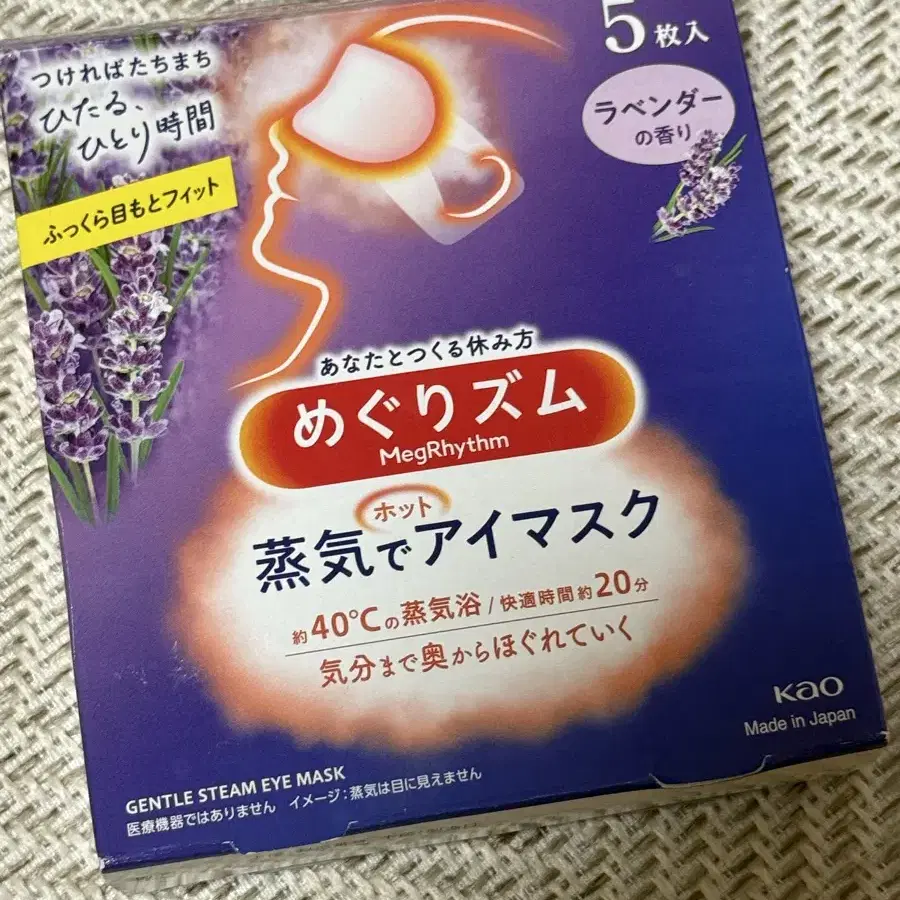 つければたちまち
ひたる、
ひとり時間
ふっくら目もとフィット
5枚入
ラベンダー
の香り
あなたとつくる休み方
めぐりズム
MegRhythm
ホット
蒸気でアイマスク
約40℃の蒸気浴/快適時間約20分
気分まで奥からほぐれていく
Kao
Made in Japan
GENTLE STEAM EYE MASK
医療機器ではありません イメージ:蒸気は目に見えません